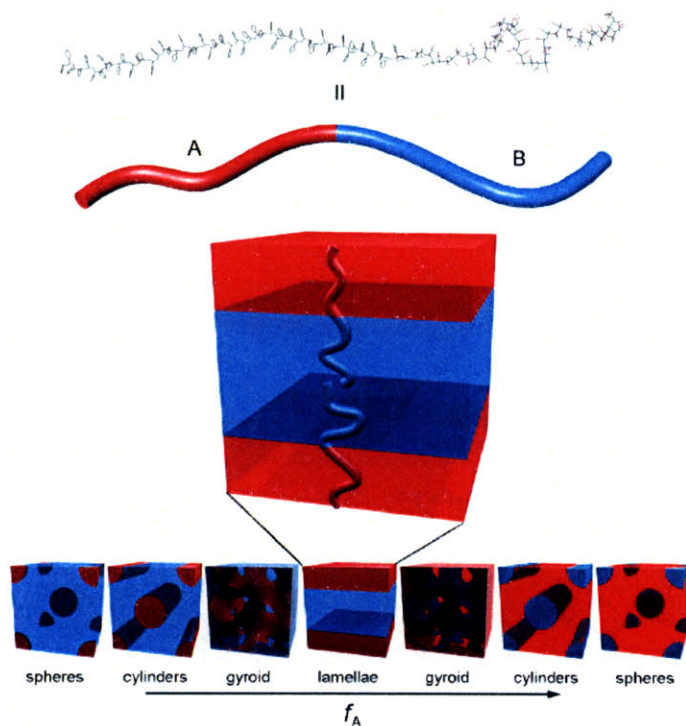 II
A
B
spheres
cylinders
gyroid
lamellae
gyroid
cylinders
spheres
fA